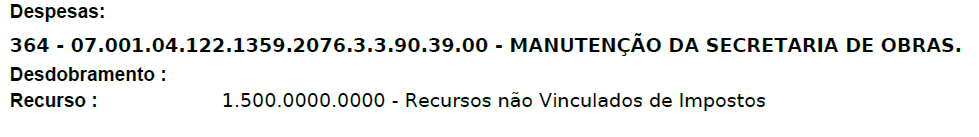 Despesas:
364 - 07.001.04.122.1359.2076.3.3.90.39.00 - MANUTENÇÃO DA SECRETARIA DE OBRAS.
Desdobramento :
Recurso : 1.500.0000.0000 - Recursos não Vinculados de Impostos